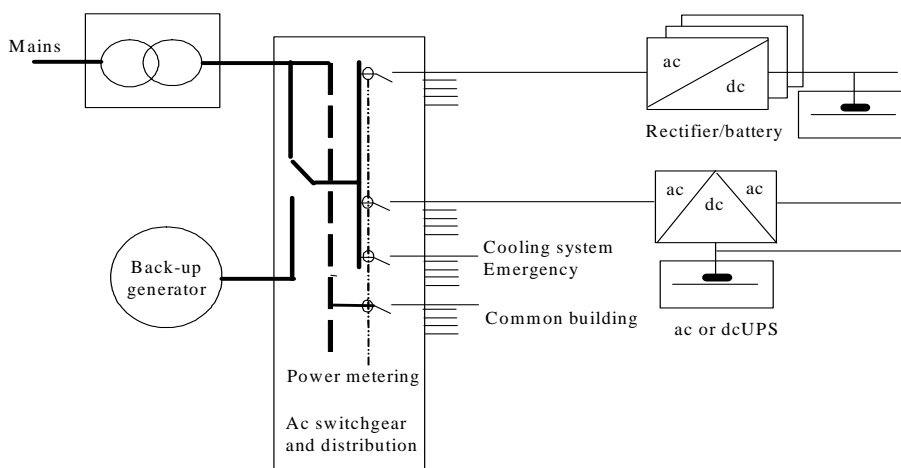 Mains
ac
dc
Rectifier/battery
ac
dc
ac
Cooling system
Emergency
Back-up
generator
Common building
ac or dcUPS
Power metering
Ac switchgear
and distribution